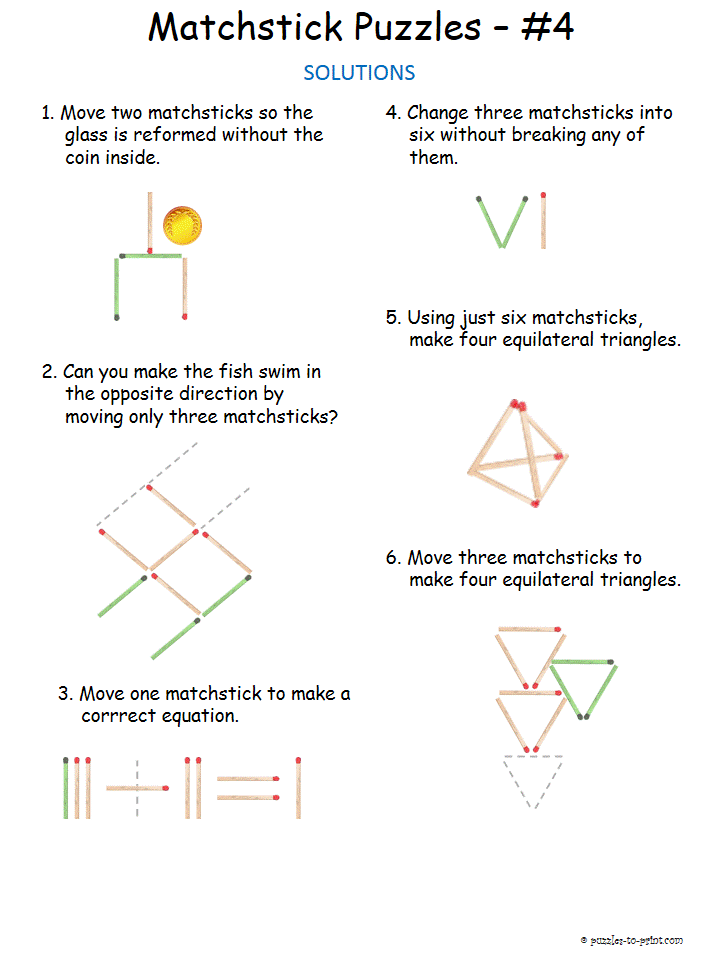 Matchstick Puzzles – #4
SOLUTIONS
1. Move two matchsticks so the
glass is reformed without the
coin inside.
2. Can you make the fish swim in
the opposite direction by
moving only three matchsticks?
3. Move one matchstick to make a
corrrect equation.
4. Change three matchsticks into
six without breaking any of
them.
5. Using just six matchsticks,
make four equilateral triangles.
6. Move three matchsticks to
make four equilateral triangles.
© puzzles-to-print.com